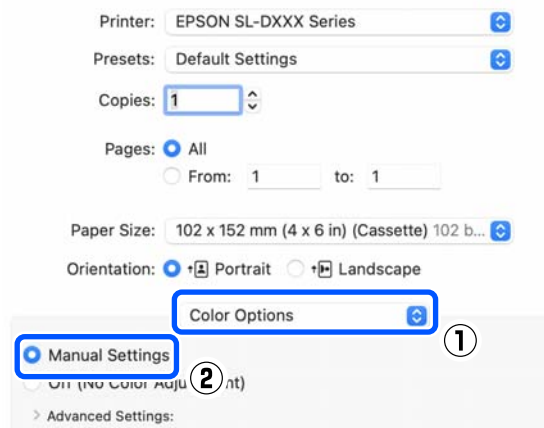 Printer: EPSON SL-DXXX Series
Presets: Default Settings
Copies: 1
Pages: All
From: 1 to: 1
Paper Size: 102 x 152 mm (4 x 6 in) (Cassette) 102 b...
Orientation: Portrait Landscape
Color Options
①
Manual Settings
②
Off (No Color Adju nt)
Advanced Settings: